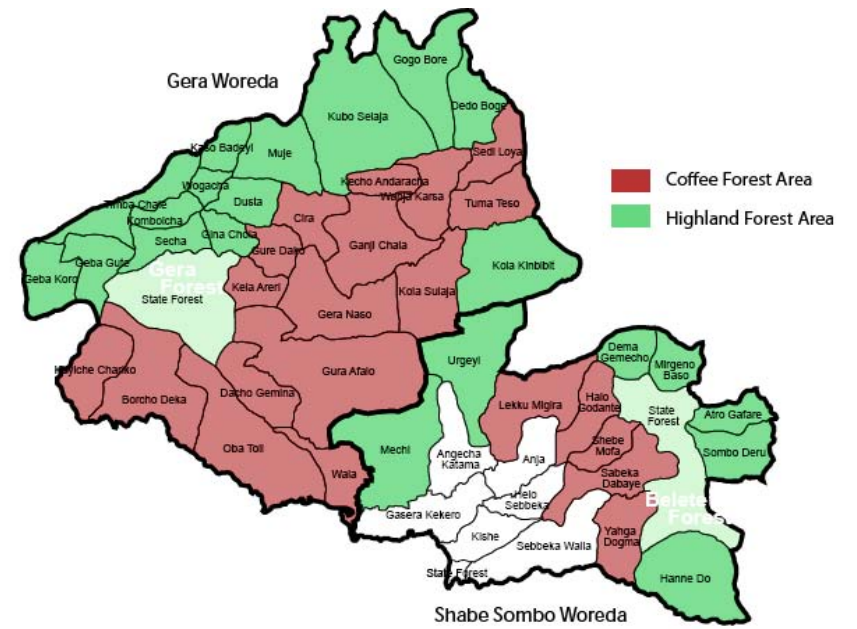 Gera Woreda
Gogo Bore
Dedo Boge
Kubo Selaja
Kaso Badeyi
Muje
Sedi Loya
Kecho Andaracha
Wanja Karsa
Wogacha
Timba Chale
Dusta
Tuma Teso
Kombolcha
Cira
Secha
Gina Chola
Ganji Chala
Gure Dako
Geba Koro
Geba Gute
Gera
Forest
State Forest
Kela Areri
Kola Sulaja
Kola Kinbibit
Gera Naso
Coffee Forest Area
Highland Forest Area
Urgeyi
Dema
Gemecho
Mirgeno
Baso
Borcho Deka
Dacho Gemina
Gura Afalo
Lekku Migira
Halo
Godante
State
Forest
Atro Gafare
Oba Toli
Wala
Mechi
Angecha
Katama
Anja
Shebe
Mofa
Sombo Deru
Sabeka
Dabaye
Helo
Sebbeka
Belete
Forest
Gasera Kekero
Kishe
Sebbeka Walla
Yahga
Dogma
State Forest
Hanne Do
Shabe Sombo Woreda